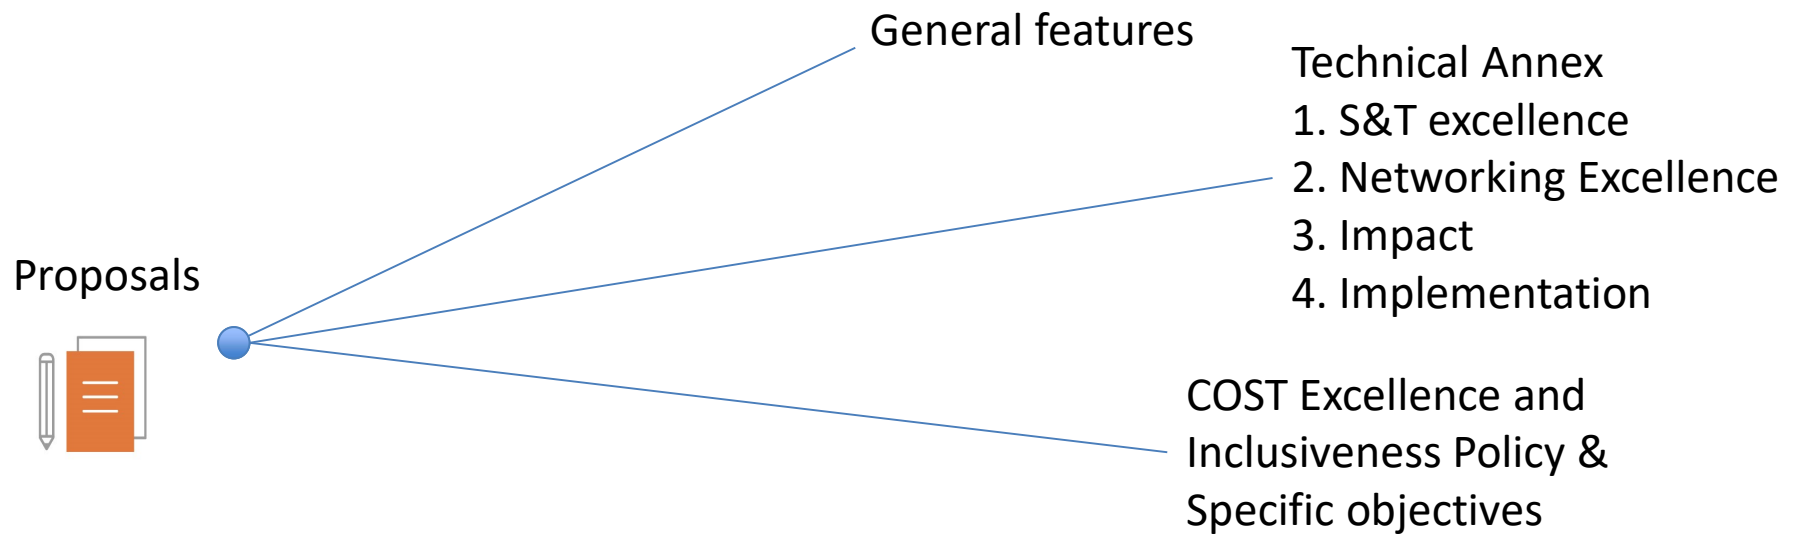 General features
Technical Annex
1. S&T excellence
2. Networking Excellence
3. Impact
4. Implementation
Proposals
COST Excellence and
Inclusiveness Policy &
Specific objectives